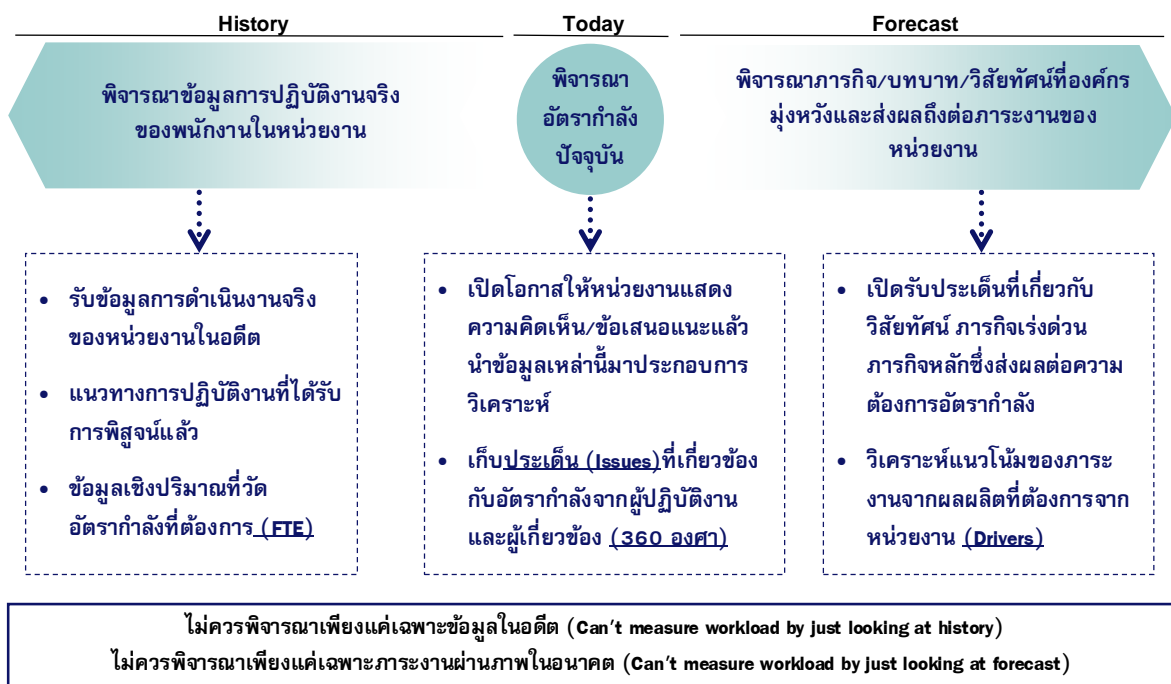 History
Today
Forecast
พิจารณาข้อมูลการปฏิบัติงานจริง
ของพนักงานในหน่วยงาน
พิจารณา
อัตรากำลัง
ปัจจุบัน
พิจารณาภารกิจ/บทบาท/วิสัยทัศน์ที่องค์กร
มุ่งหวังและส่งผลถึงต่อภาระงานของ
หน่วยงาน
• รับข้อมูลการดำเนินงานจริง
ของหน่วยงานในอดีต
• แนวทางการปฏิบัติงานที่ได้รับ
การพิสูจน์แล้ว
• ข้อมูลเชิงปริมาณที่วัด
อัตรากำลังที่ต้องการ (FTE)
• เปิดโอกาสให้หน่วยงานแสดง
ความคิดเห็น/ข้อเสนอแนะแล้ว
นำข้อมูลเหล่านี้มาประกอบการ
วิเคราะห์
• เก็บประเด็น (Issues)ที่เกี่ยวข้อง
กับอัตรากำลังจากผู้ปฏิบัติงาน
และผู้เกี่ยวข้อง (360 องศา)
• เปิดรับประเด็นที่เกี่ยวกับ
วิสัยทัศน์ ภารกิจเร่งด่วน
ภารกิจหลักซึ่งส่งผลต่อความ
ต้องการอัตรากำลัง
• วิเคราะห์แนวโน้มของภาระ
งานจากผลผลิตที่ต้องการจาก
หน่วยงาน (Drivers)
ไม่ควรพิจารณาเพียงแค่เฉพาะข้อมูลในอดีต (Can't measure workload by just looking at history)
ไม่ควรพิจารณาเพียงแค่เฉพาะภาระงานผ่านภาพในอนาคต (Can't measure workload by just looking at forecast)